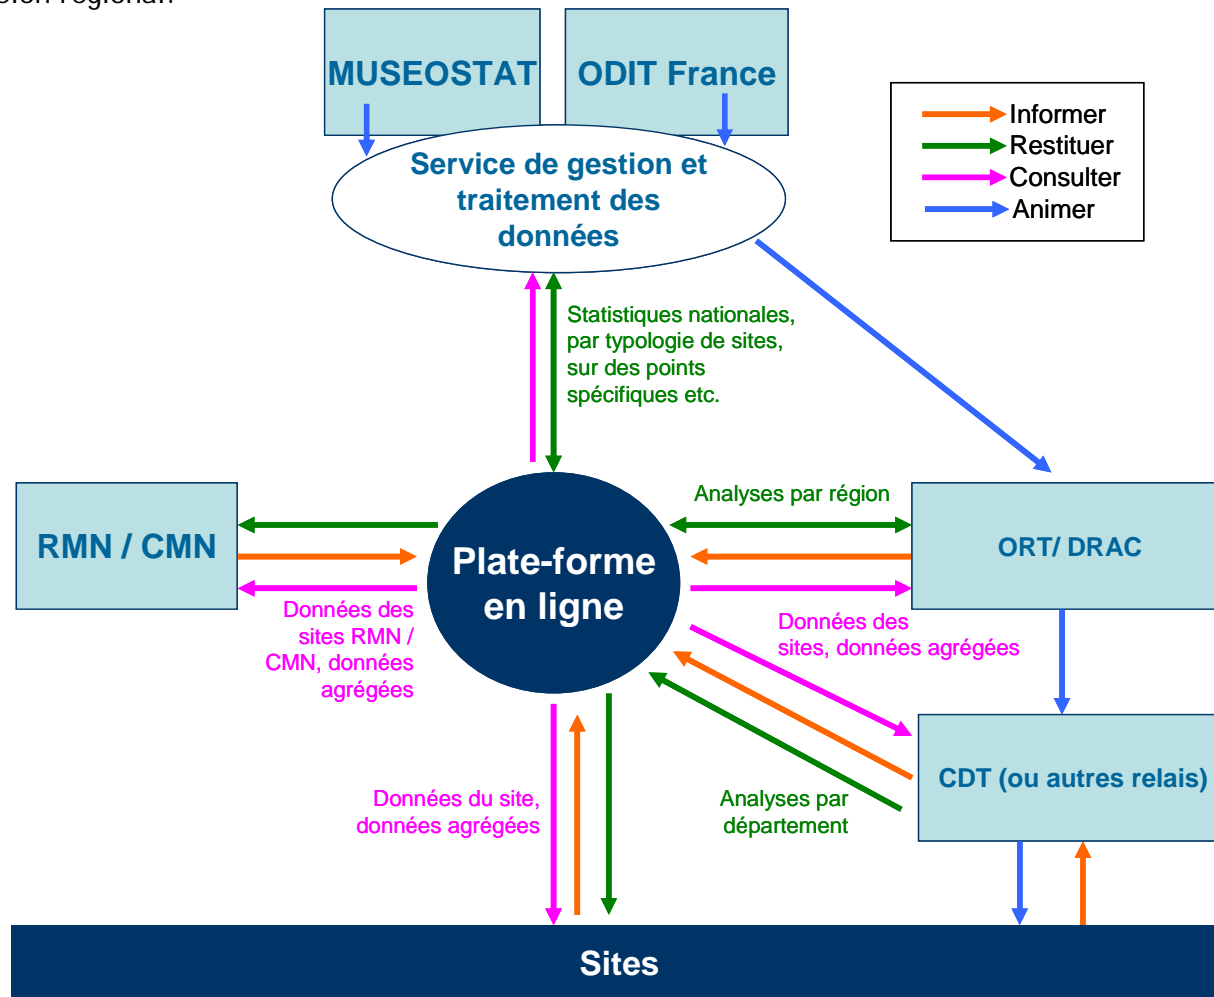 MUSEOSTAT
ODIT France
Informer
Restituer
Consulter
Animer
Service de gestion et
traitement des
données
Statistiques nationales,
par typologie de sites,
sur des points
spécifiques etc.
Analyses par région
RMN / CMN
Plate-forme
en ligne
ORT/ DRAC
Données des
sites RMN /
CMN, données
agrégées
Données des
sites, données agrégées
CDT (ou autres relais)
Données du site,
données agrégées
Analyses par
département
Sites